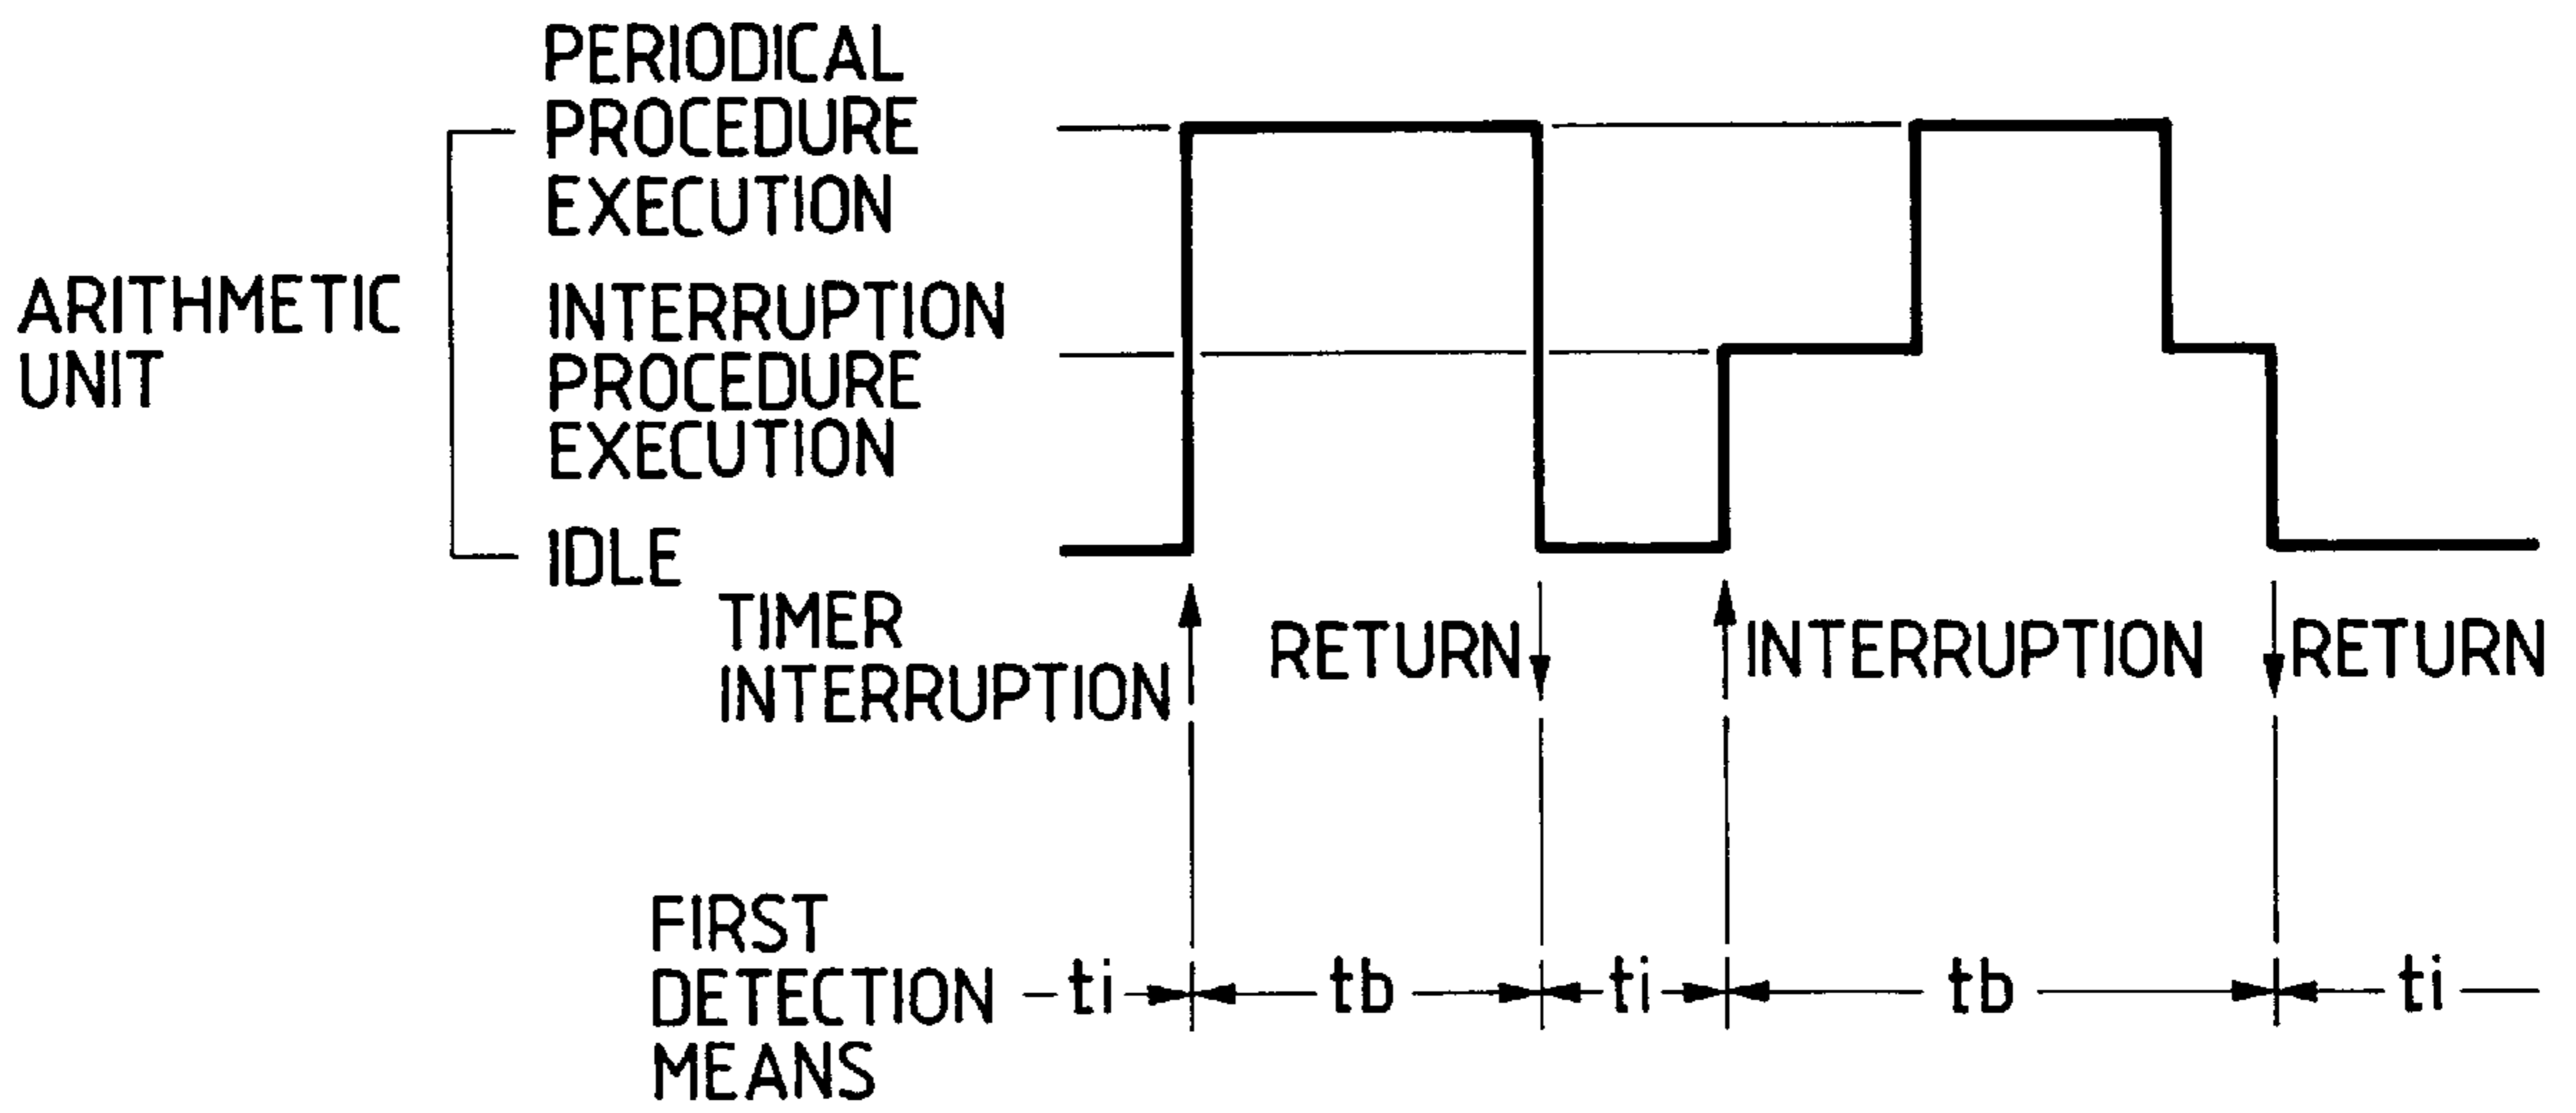 PERIODICAL
PROCEDURE
EXECUTION
ARITHMETIC
UNIT
INTERRUPTION
PROCEDURE
EXECUTION
IDLE
TIMER
INTERRUPTION
RETURN
INTERRUPTION
RETURN
FIRST
DETECTION
MEANS
ti tb ti tb ti